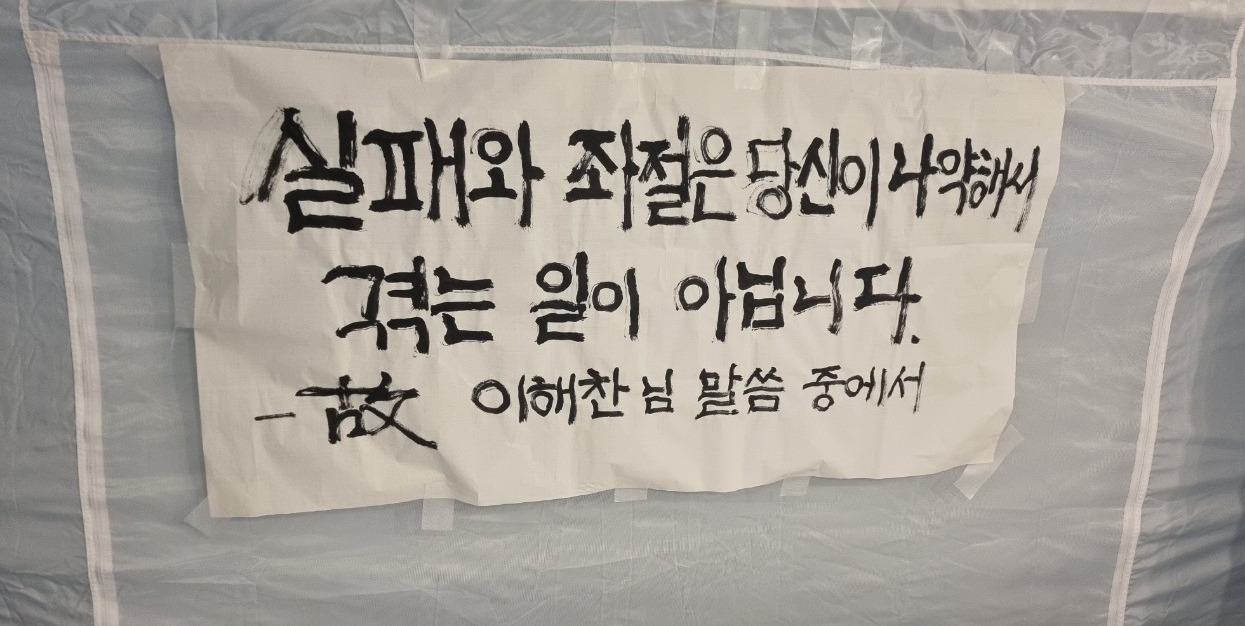 실패와 좌절은 당신이 나약해서
겪는 일이 아닙니다.
- 故 이해찬 님 말씀 중에서